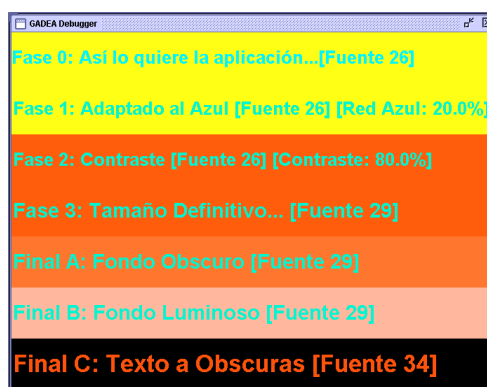 GADEA Debugger
Fase 0: Así lo quiere la aplicación...[Fuente 26]
Fase 1: Adaptado al Azul [Fuente 26] [Red Azul: 20.0%]
Fase 2: Contraste [Fuente 26] [Contraste: 80.0%]
Fase 3: Tamaño Definitivo... [Fuente 29]
Final A: Fondo Obscuro [Fuente 29]
Final B: Fondo Luminoso [Fuente 29]
Final C: Texto a Obscuras [Fuente 34]